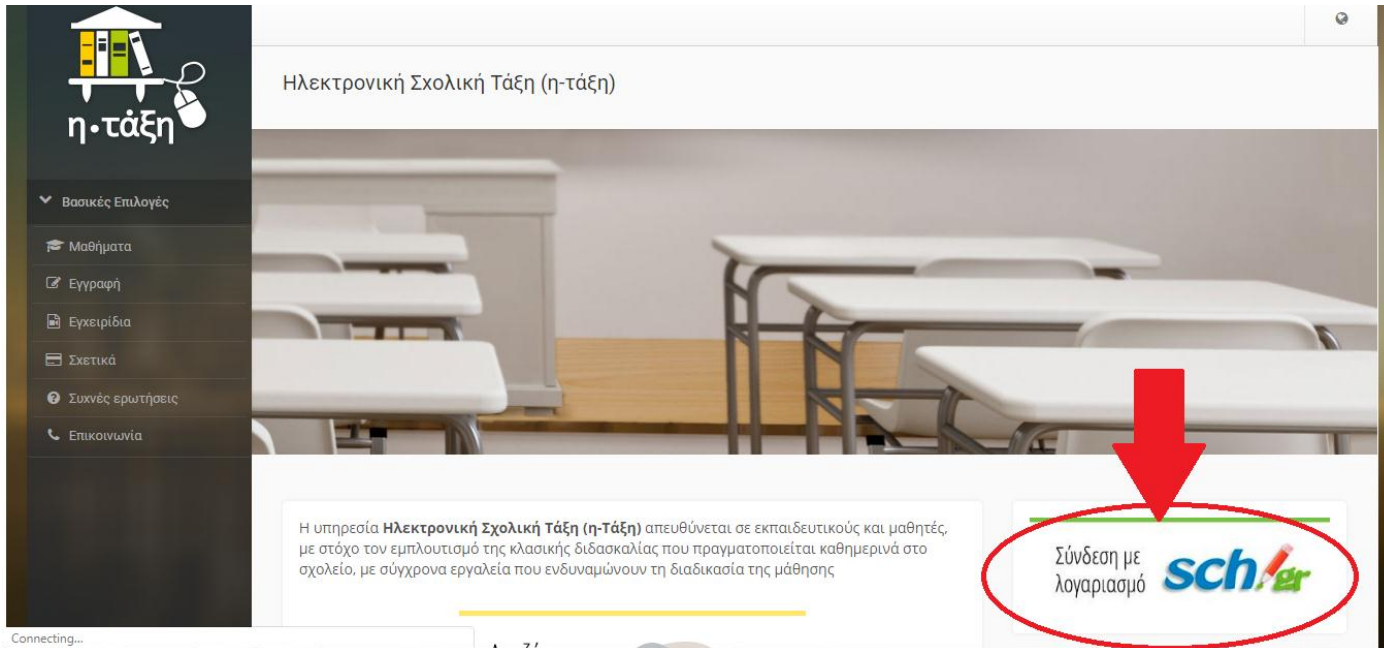 η•τάξη
Βασικές Επιλογές
Μαθήματα
Εγγραφή
Εγχειρίδια
Σχετικά
Συχνές ερωτήσεις
Επικοινωνία
Ηλεκτρονική Σχολική Τάξη (η-τάξη)
Η υπηρεσία Ηλεκτρονική Σχολική Τάξη (η-Τάξη) απευθύνεται σε εκπαιδευτικούς και μαθητές,
με στόχο τον εμπλουτισμό της κλασικής διδασκαλίας που πραγματοποιείται καθημερινά στο
σχολείο, με σύγχρονα εργαλεία που ενδυναμώνουν τη διαδικασία της μάθησης
Σύνδεση με
λογαριασμό
sch/gr
Connecting...